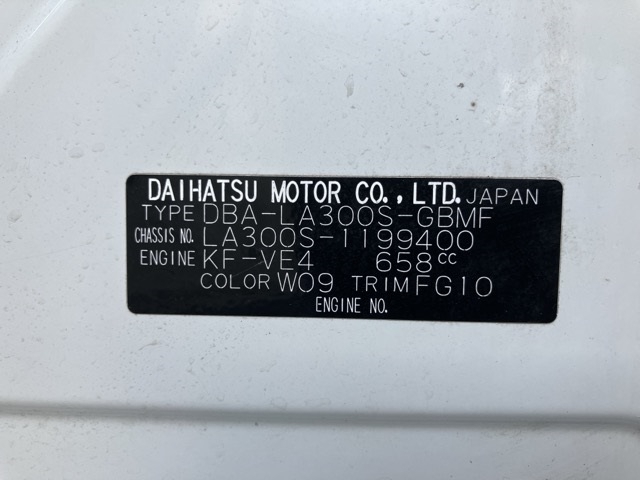 DAIHATSU MOTOR CO., LTD. JAPAN
TYPE DBA-LA300S-GBMF
CHASSIS NO. LA300S-1199400
ENGINE KF-VE4 658cc
COLOR W09 TRIM FG10
ENGINE NO.